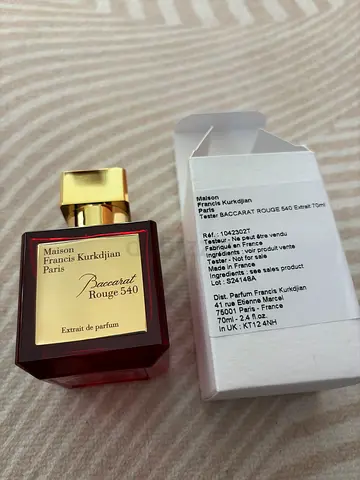 Maison
Francis Kurkdjian
Paris
Baccarat
Rouge 540
Extrait de parfum
Maison
Francis Kurkdjian
Paris
Tester BACCARAT ROUGE 540 Extrait 70ml
Réf.: 1042302T
Testeur - Ne peut être vendu
Fabriqué en France
Ingrédients : voir produit vente
Tester - Not for sale
Made in France
Ingredients : see sales product
Lot : S24148A
Dist. Parfum Francis Kurkdjian
41 rue Etienne Marcel
75001 Paris - France
70ml - 2.4 fl.oz.
In UK : KT12 4NH